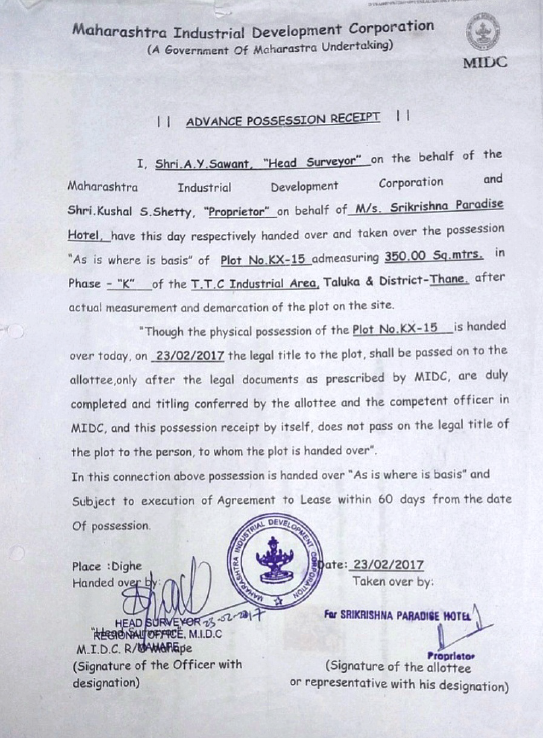 Maharashtra Industrial Development Corporation
(A Government Of Maharastra Undertaking)
MIDC
|| ADVANCE POSSESSION RECEIPT ||
I, Shri.A.Y.Sawant, "Head Surveyor" on the behalf of the
Maharashtra Industrial Development Corporation and
Shri.Kushal S.Shetty, "Proprietor" on behalf of M/s. Srikrishna Paradise
Hotel, have this day respectively handed over and taken over the possession
"As is where is basis" of Plot No.KX-15 admeasuring 350.00 Sq.mtrs. in
Phase - "K" of the T.T.C Industrial Area, Taluka & District-Thane. after
actual measurement and demarcation of the plot on the site.
"Though the physical possession of the Plot No.KX-15 is handed
over today, on 23/02/2017 the legal title to the plot, shall be passed on to the
allottee,only after the legal documents as prescribed by MIDC, are duly
completed and titling conferred by the allottee and the competent officer in
MIDC, and this possession receipt by itself, does not pass on the legal title of
the plot to the person, to whom the plot is handed over".
In this connection above possession is handed over "As is where is basis" and
Subject to execution of Agreement to Lease within 60 days from the date
Of possession.
MAHARASHTRA INDUSTRIAL DEVELOPMENT CORPORATION
Place :Dighe Date: 23/02/2017
Handed over by: Taken over by:
HEAD SURVEYOR 23-02-2017 For SRIKRISHNA PARADISE HOTEL
REGIONAL OFFICE, M.I.D.C
MAHAPE
M.I.D.C. R/O Mahape Proprietor
(Signature of the Officer with (Signature of the allottee
designation) or representative with his designation)